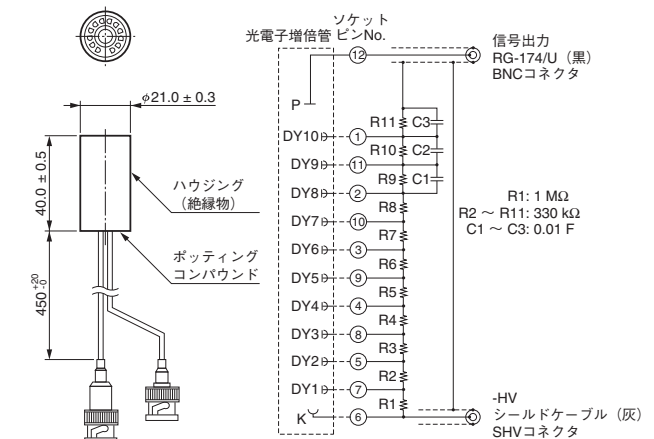 φ21.0 ± 0.3
40.0 ± 0.5
450 +20 -0
ハウジング
（絶縁物）
ポッティング
コンパウンド
ソケット
光電子増倍管 ピンNo.
P
12
DY10
1
DY9
11
DY8
2
DY7
10
DY6
3
DY5
9
DY4
4
DY3
8
DY2
5
DY1
7
K
6
R11 C3
R10 C2
R9 C1
R8
R7
R6
R5
R4
R3
R2
R1
信号出力
RG-174/U（黒）
BNCコネクタ
R1: 1 MΩ
R2 ～ R11: 330 kΩ
C1 ～ C3: 0.01 F
-HV
シールドケーブル（灰）
SHVコネクタ